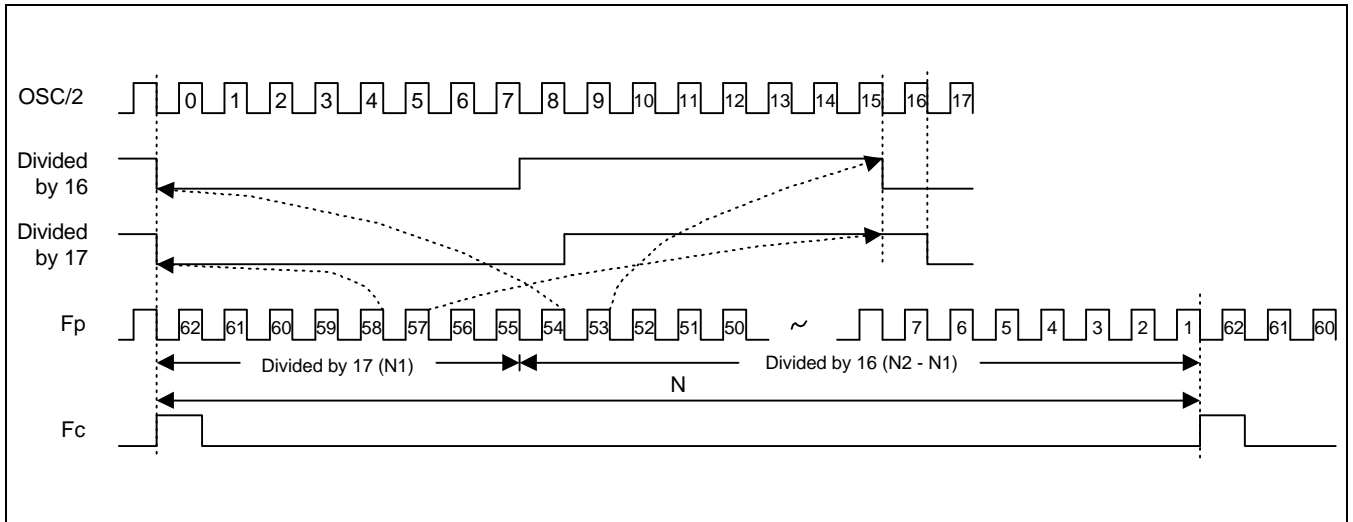 OSC/2
0 1 2 3 4 5 6 7 8 9 10 11 12 13 14 15 16 17
Divided
by 16
Divided
by 17
Fp
62 61 60 59 58 57 56 55 54 53 52 51 50 ~ 7 6 5 4 3 2 1 62 61 60
Divided by 17 (N1)
Divided by 16 (N2 - N1)
N
Fc